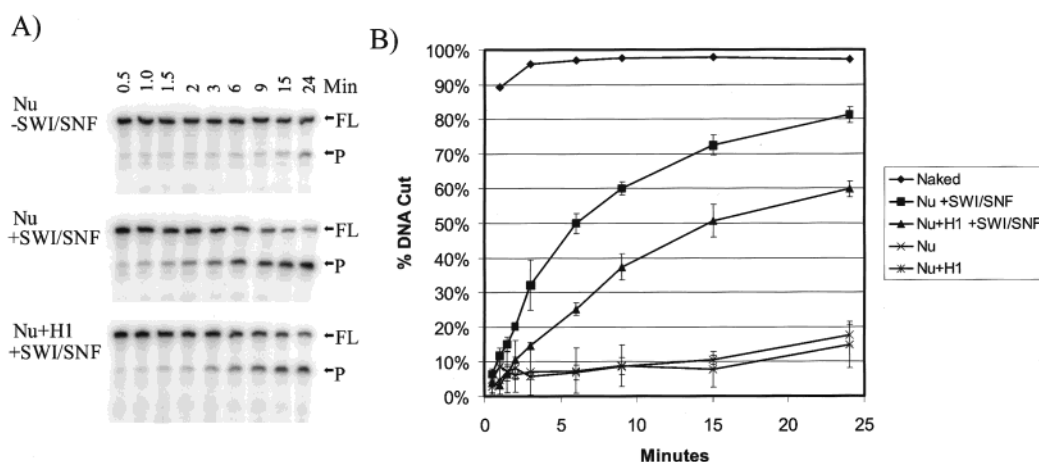 A)
0.5 1.0 1.5 2 3 6 9 15 24 Min
Nu
-SWI/SNF
←FL
←P
Nu
+SWI/SNF
←FL
←P
Nu+H1
+SWI/SNF
←FL
←P
B)
% DNA Cut
100%
90%
80%
70%
60%
50%
40%
30%
20%
10%
0%
0 5 10 15 20 25
Minutes
Naked
Nu +SWI/SNF
Nu+H1 +SWI/SNF
Nu
Nu+H1